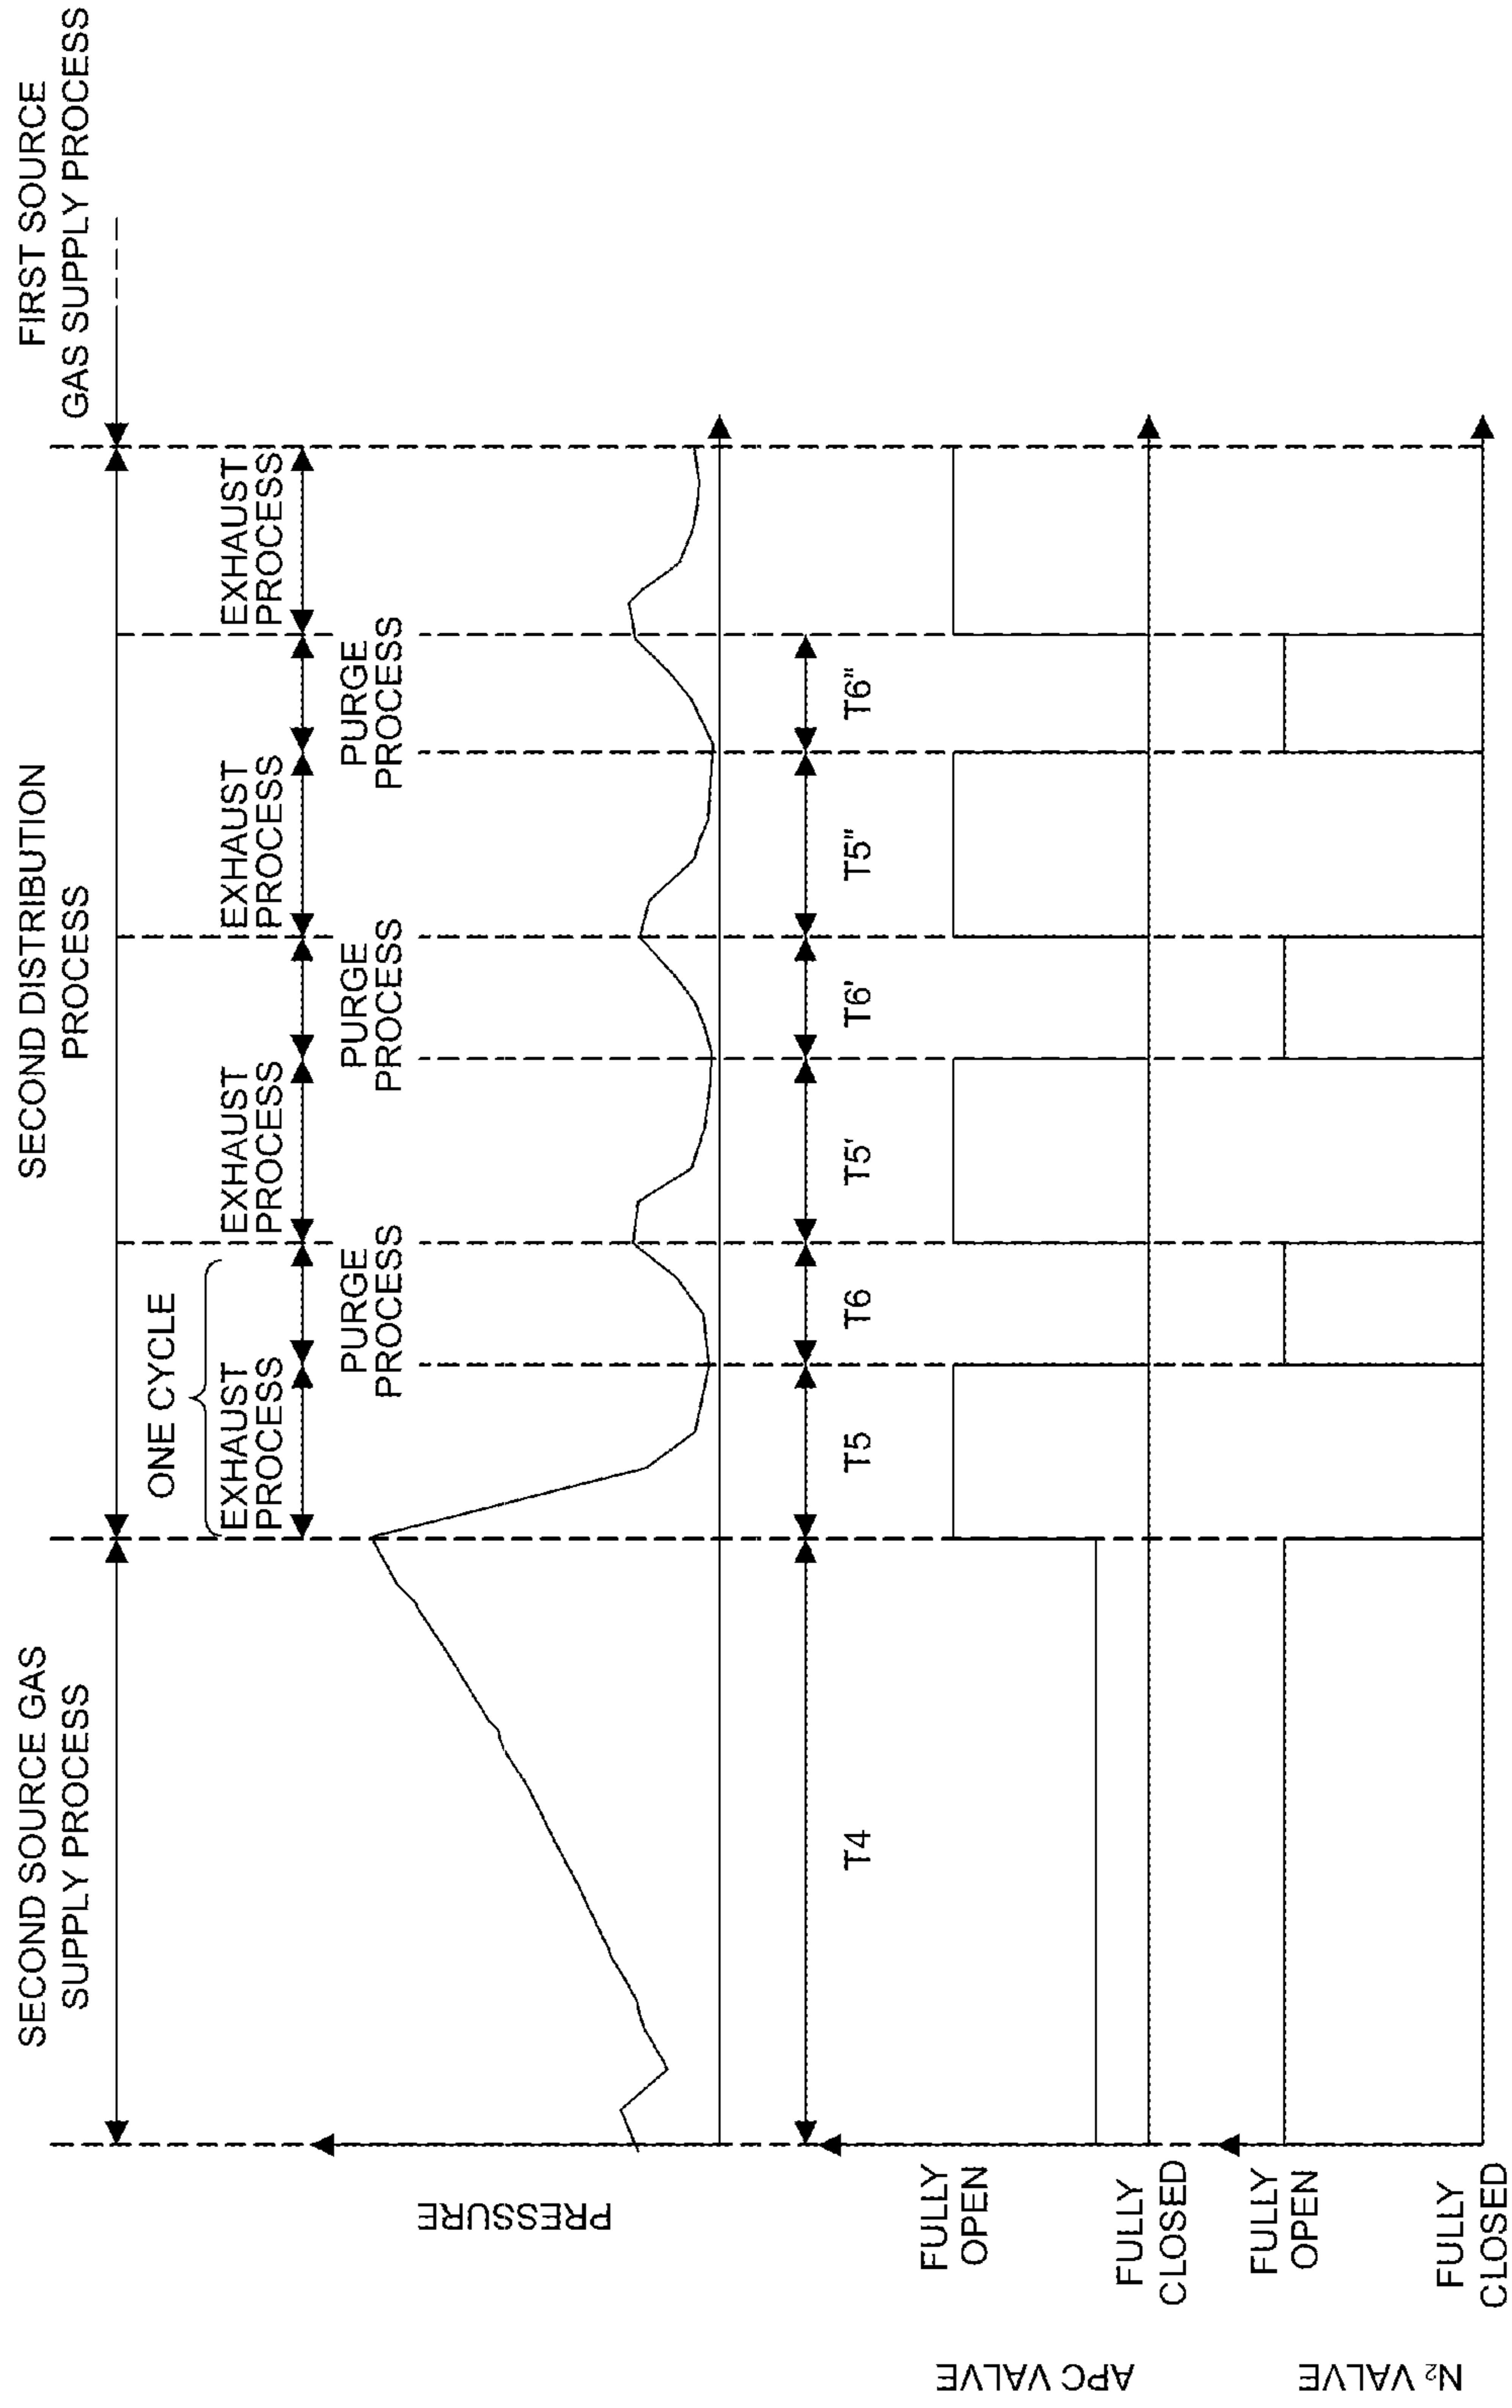 SECOND SOURCE GAS
SUPPLY PROCESS
SECOND DISTRIBUTION
PROCESS
FIRST SOURCE
GAS SUPPLY PROCESS
ONE CYCLE
EXHAUST
PROCESS
EXHAUST
PROCESS
EXHAUST
PROCESS
EXHAUST
PROCESS
PURGE
PROCESS
PURGE
PROCESS
PURGE
PROCESS
PRESSURE
T4
T5
T6
T5'
T6'
T5"
T6"
APC VALVE
FULLY
OPEN
FULLY
CLOSED
N₂ VALVE
FULLY
OPEN
FULLY
CLOSED